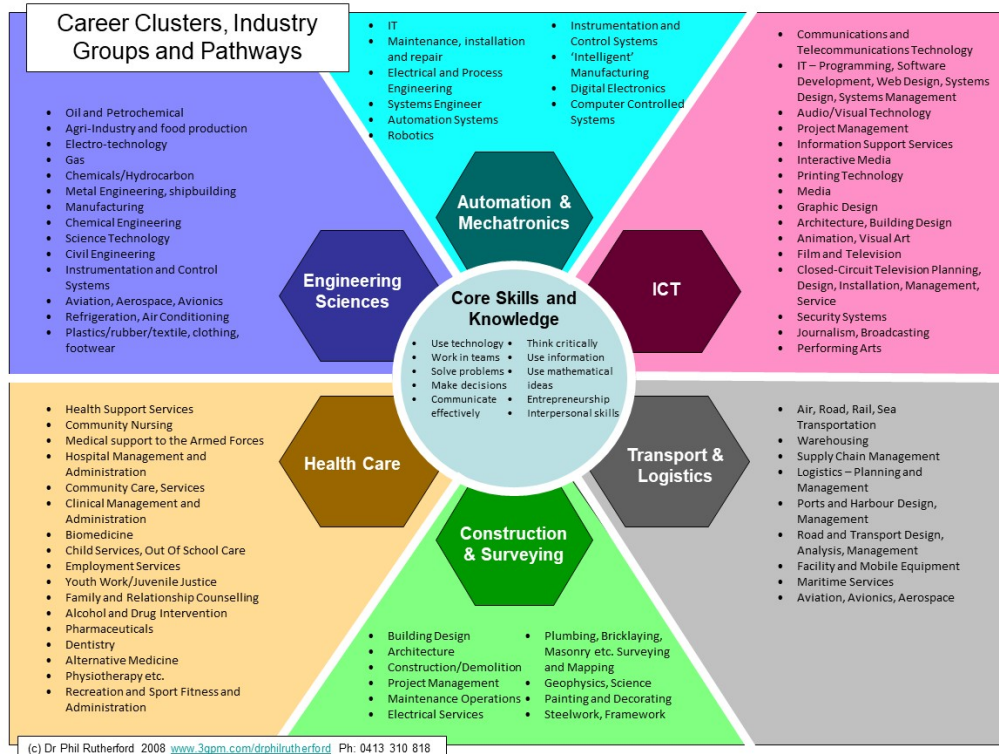 Career Clusters, Industry
Groups and Pathways
• IT
• Maintenance, installation
and repair
• Electrical and Process
Engineering
• Systems Engineer
• Automation Systems
• Robotics
• Instrumentation and
Control Systems
• ‘Intelligent’
Manufacturing
• Digital Electronics
• Computer Controlled
Systems
• Communications and
Telecommunications Technology
• IT – Programming, Software
Development, Web Design, Systems
Design, Systems Management
• Audio/Visual Technology
• Project Management
• Information Support Services
• Interactive Media
• Printing Technology
• Media
• Graphic Design
• Architecture, Building Design
• Animation, Visual Art
• Film and Television
• Closed-Circuit Television Planning,
Design, Installation, Management,
Service
• Security Systems
• Journalism, Broadcasting
• Performing Arts
• Oil and Petrochemical
• Agri-Industry and food production
• Electro-technology
• Gas
• Chemicals/Hydrocarbon
• Metal Engineering, shipbuilding
• Manufacturing
• Chemical Engineering
• Science Technology
• Civil Engineering
• Instrumentation and Control
Systems
• Aviation, Aerospace, Avionics
• Refrigeration, Air Conditioning
• Plastics/rubber/textile, clothing,
footwear
Automation &
Mechatronics
Engineering
Sciences
ICT
Core Skills and
Knowledge
• Use technology
• Work in teams
• Solve problems
• Make decisions
• Communicate
effectively
• Think critically
• Use information
• Use mathematical
ideas
• Entrepreneurship
• Interpersonal skills
Health Care
Transport &
Logistics
Construction
& Surveying
• Health Support Services
• Community Nursing
• Medical support to the Armed Forces
• Hospital Management and
Administration
• Community Care, Services
• Clinical Management and
Administration
• Biomedicine
• Child Services, Out Of School Care
• Employment Services
• Youth Work/Juvenile Justice
• Family and Relationship Counselling
• Alcohol and Drug Intervention
• Pharmaceuticals
• Dentistry
• Alternative Medicine
• Physiotherapy etc.
• Recreation and Sport Fitness and
Administration
• Building Design
• Architecture
• Construction/Demolition
• Project Management
• Maintenance Operations
• Electrical Services
• Plumbing, Bricklaying,
Masonry etc. Surveying
and Mapping
• Geophysics, Science
• Painting and Decorating
• Steelwork, Framework
• Air, Road, Rail, Sea
Transportation
• Warehousing
• Supply Chain Management
• Logistics – Planning and
Management
• Ports and Harbour Design,
Management
• Road and Transport Design,
Analysis, Management
• Facility and Mobile Equipment
• Maritime Services
• Aviation, Avionics, Aerospace
(c) Dr Phil Rutherford 2008 www.3gpm.com/drphilrutherford Ph: 0413 310 818